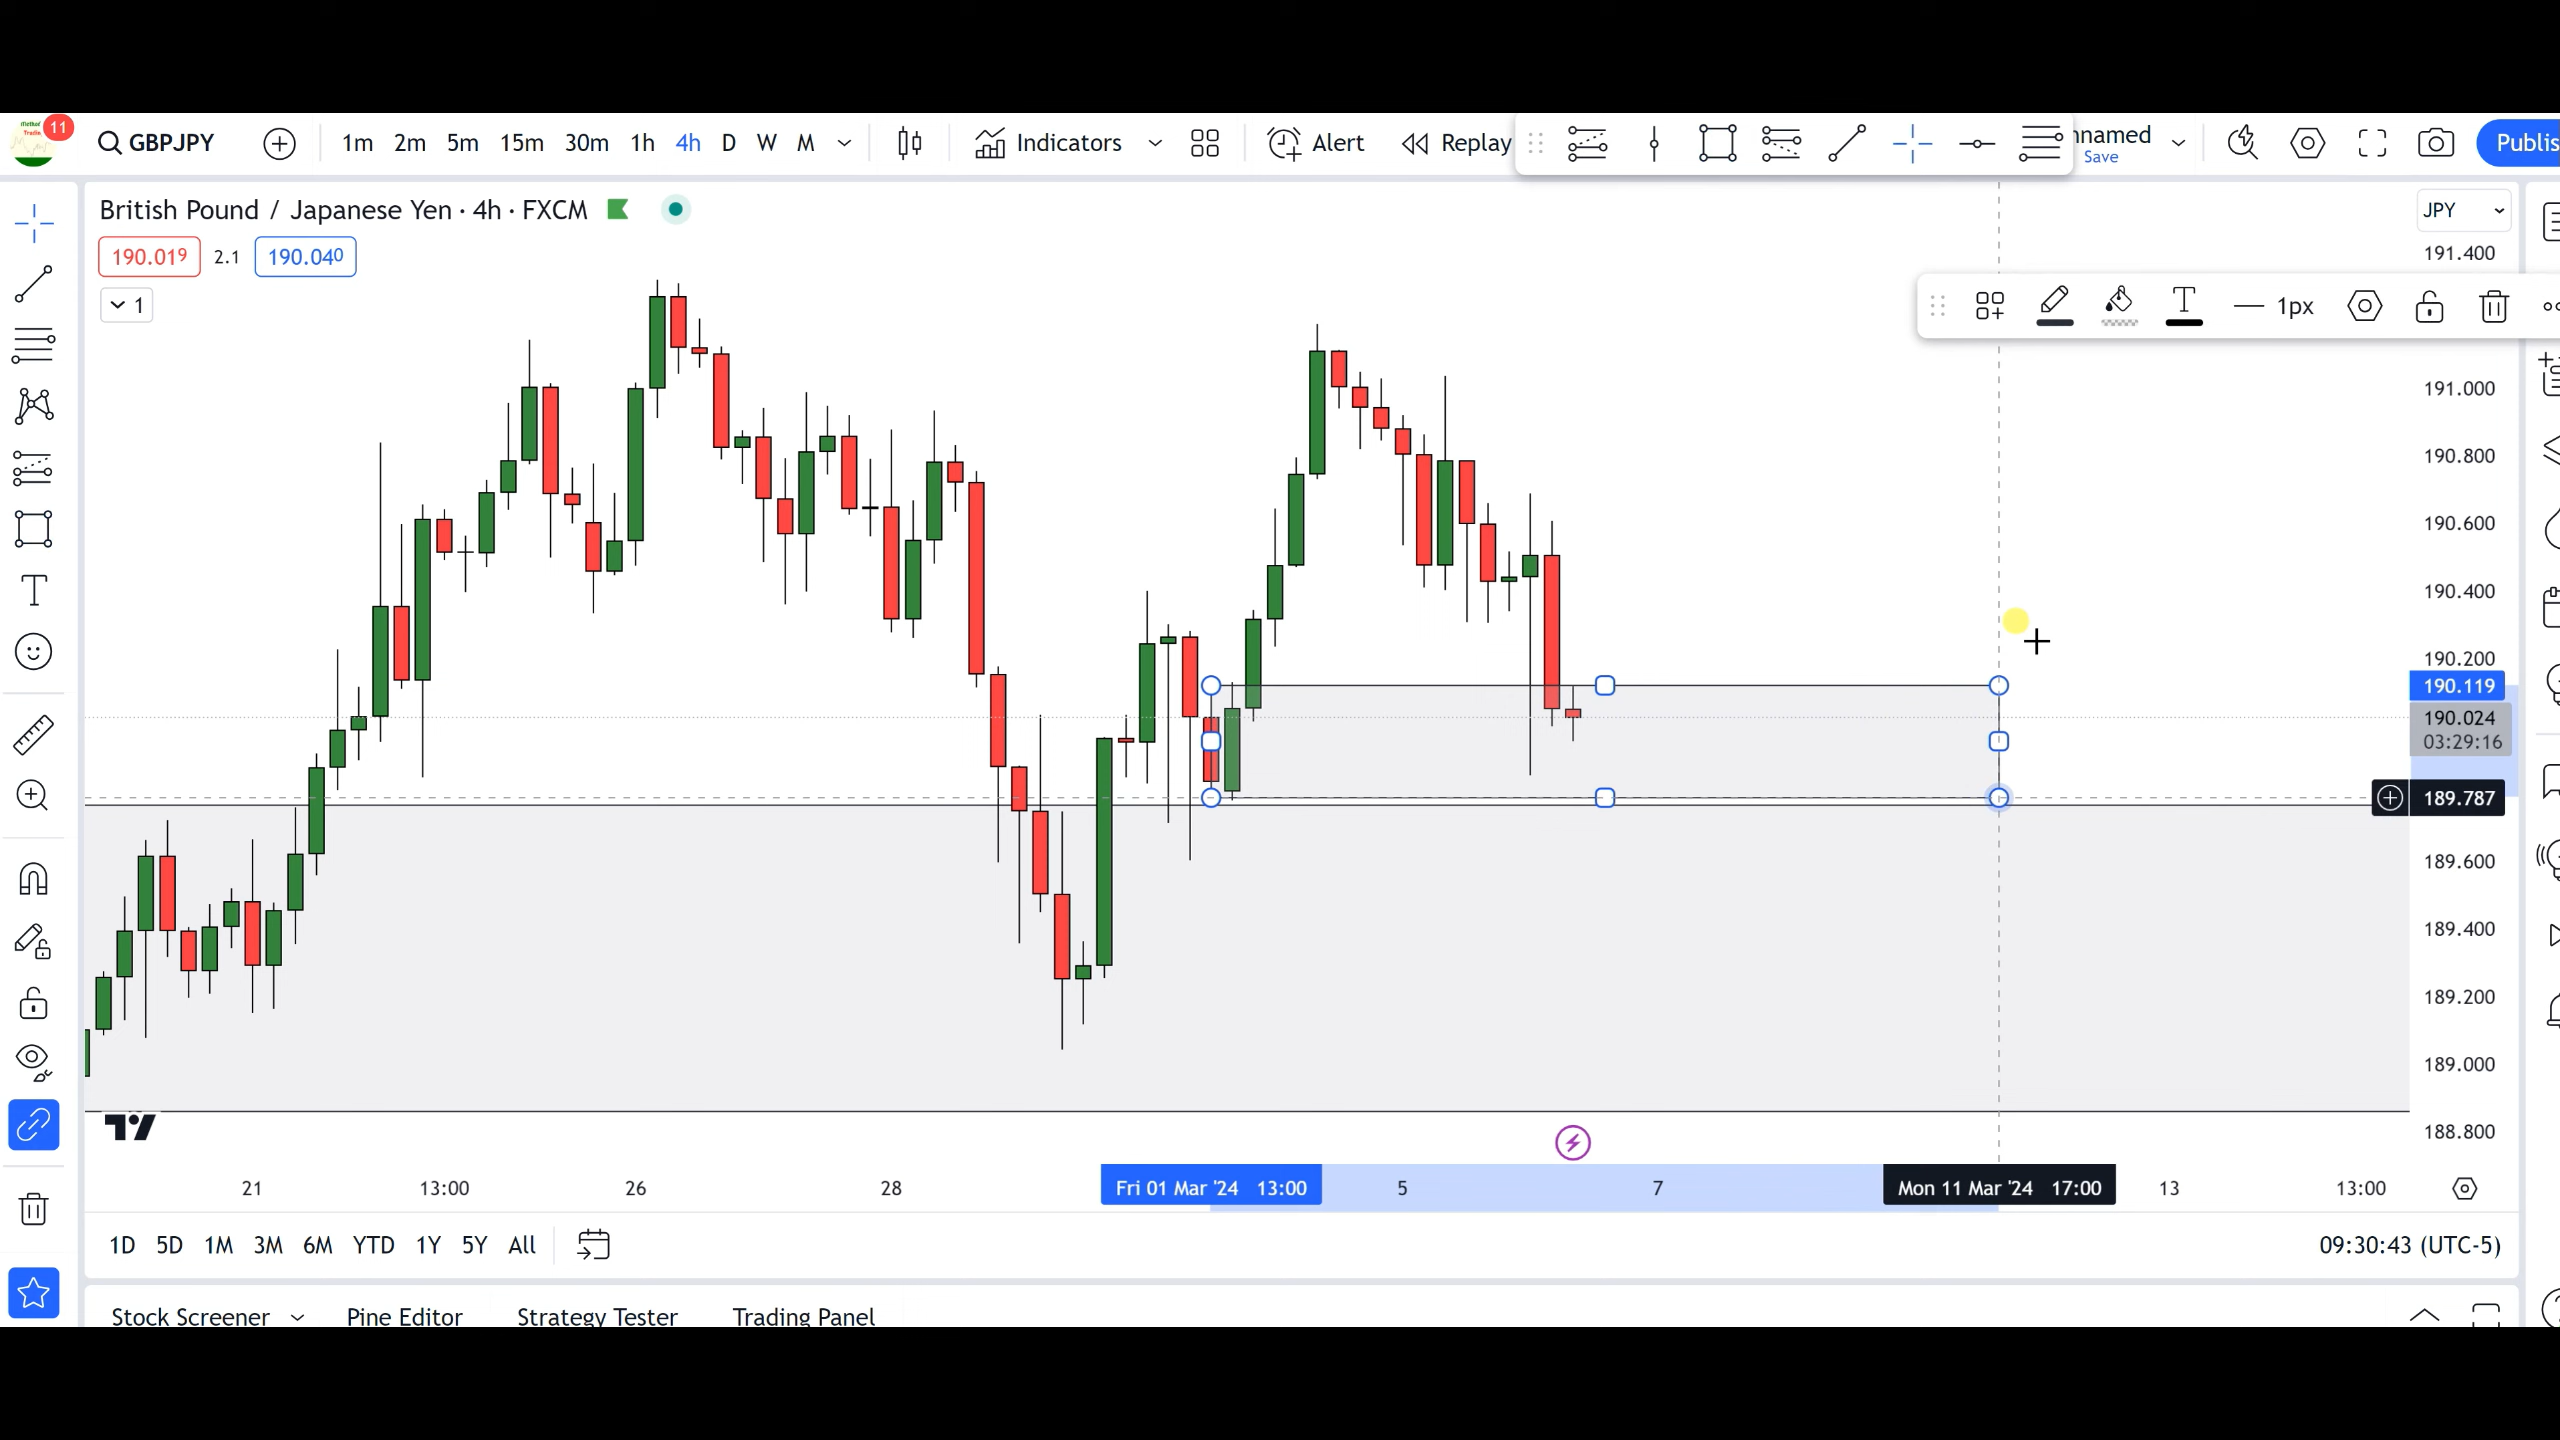 11
GBPJPY 1m 2m 5m 15m 30m 1h 4h D W M Indicators Alert Replay
Save
Publis
British Pound / Japanese Yen · 4h · FXCM
JPY
190.019 2.1 190.040
191.400
1
1px
191.000
190.800
190.600
190.400
190.200
190.119
190.024
03:29:16
189.787
189.600
189.400
189.200
189.000
188.800
21 13:00 26 28 Fri 01 Mar '24 13:00 5 7 Mon 11 Mar '24 17:00 13 13:00
1D 5D 1M 3M 6M YTD 1Y 5Y All 09:30:43 (UTC-5)
Stock Screener Pine Editor Strategy Tester Trading Panel